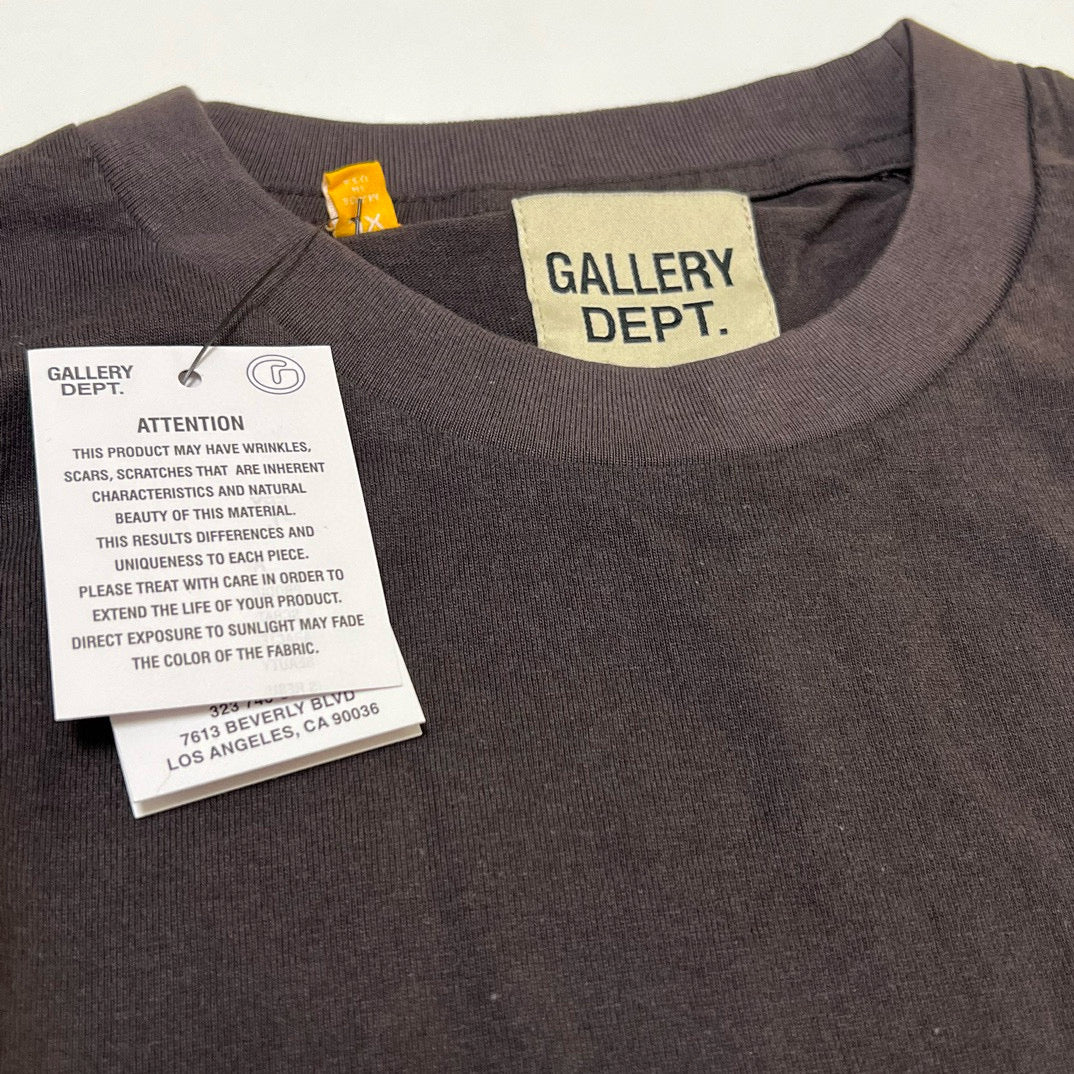 MADE
IN
U.S.A
X
GALLERY
DEPT.
GALLERY
DEPT.
G
ATTENTION
THIS PRODUCT MAY HAVE WRINKLES,
SCARS, SCRATCHES THAT ARE INHERENT
CHARACTERISTICS AND NATURAL
BEAUTY OF THIS MATERIAL.
THIS RESULTS DIFFERENCES AND
UNIQUENESS TO EACH PIECE.
PLEASE TREAT WITH CARE IN ORDER TO
EXTEND THE LIFE OF YOUR PRODUCT.
DIRECT EXPOSURE TO SUNLIGHT MAY FADE
THE COLOR OF THE FABRIC.
323
7613 BEVERLY BLVD
LOS ANGELES, CA 90036